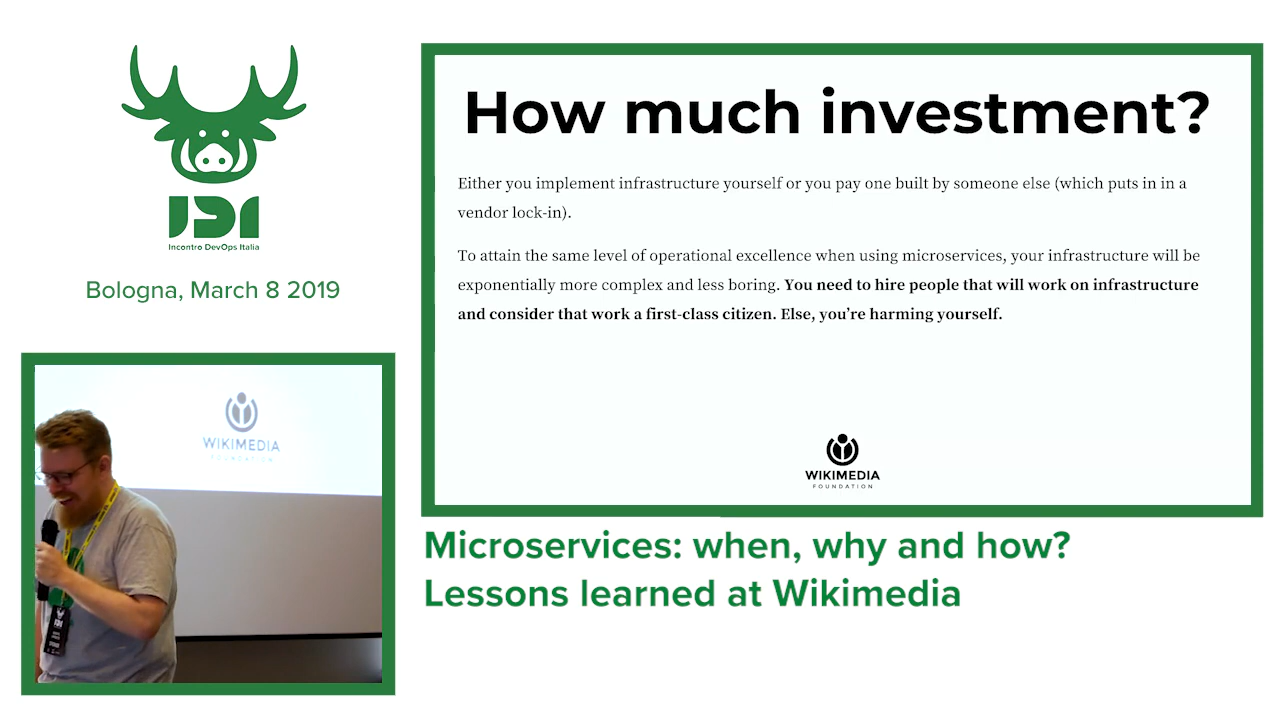 IDI
Incontro DevOps Italia
Bologna, March 8 2019
WIKIMEDIA
FOUNDATION
How much investment?
Either you implement infrastructure yourself or you pay one built by someone else (which puts in in a
vendor lock-in).
To attain the same level of operational excellence when using microservices, your infrastructure will be
exponentially more complex and less boring. You need to hire people that will work on infrastructure
and consider that work a first-class citizen. Else, you're harming yourself.
WIKIMEDIA
FOUNDATION
Microservices: when, why and how?
Lessons learned at Wikimedia